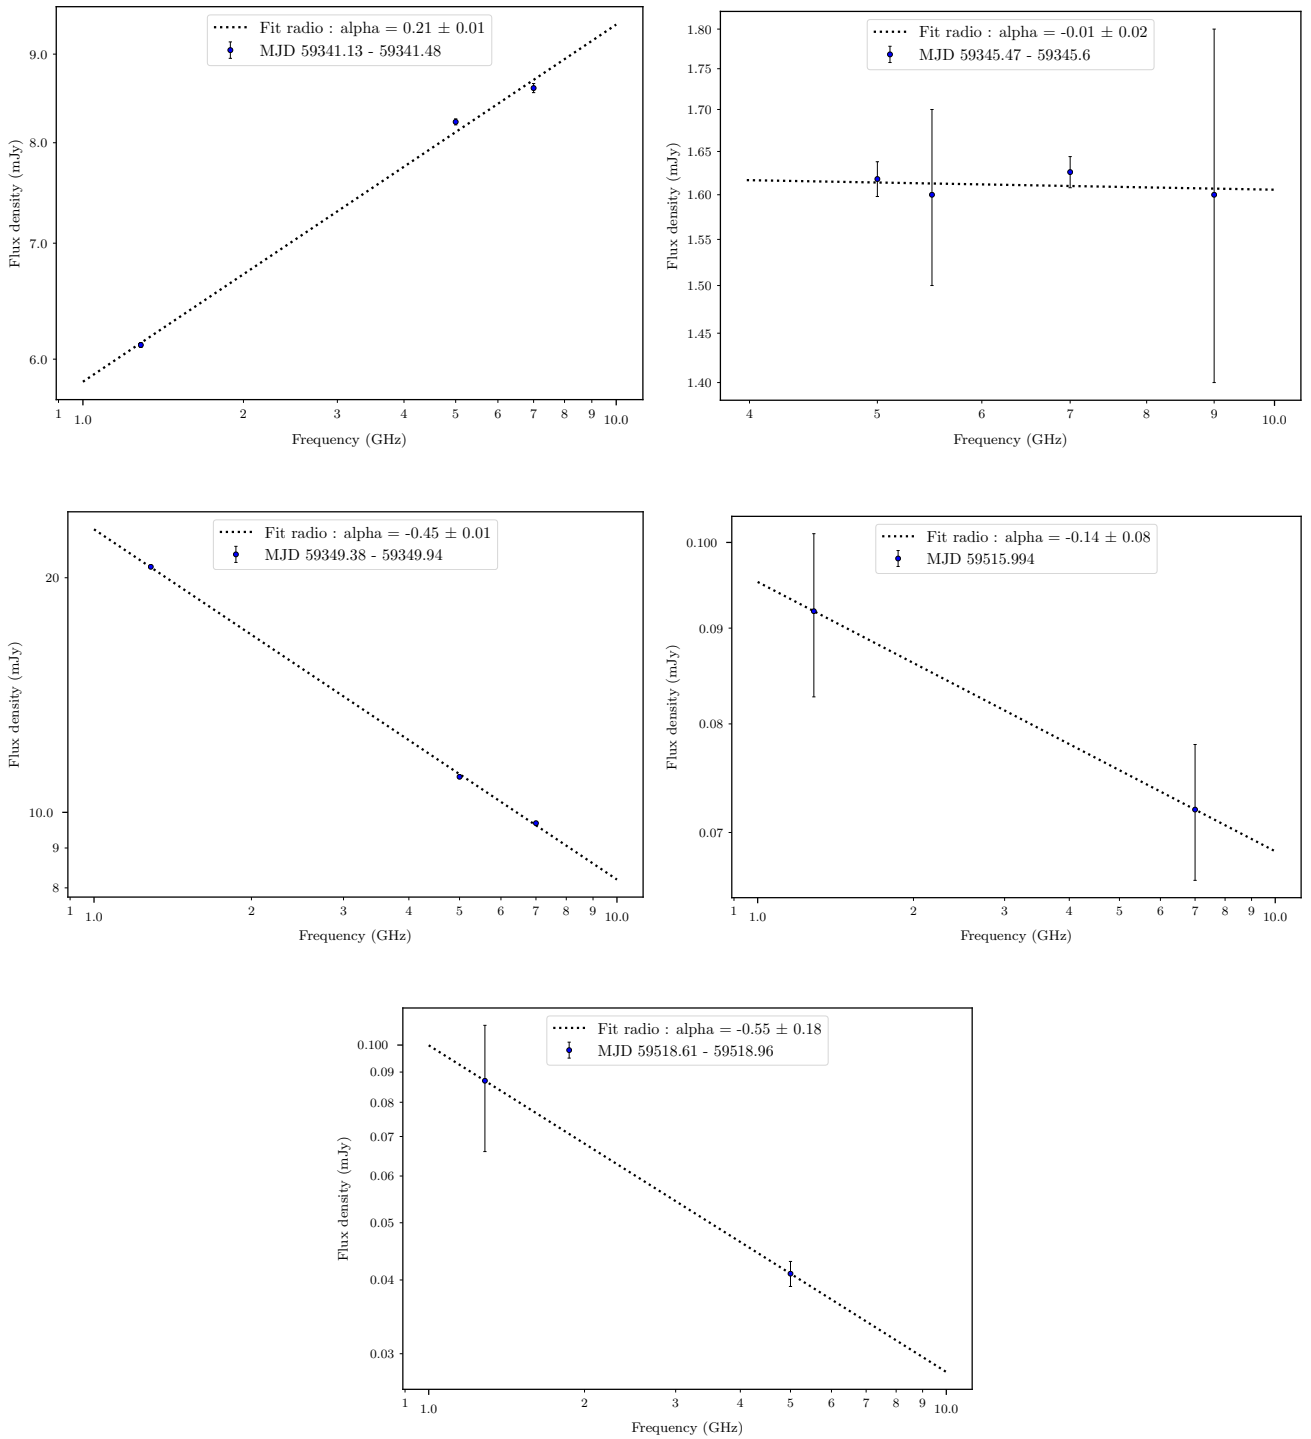 Fit radio : alpha = 0.21 ± 0.01
MJD 59341.13 - 59341.48
9.0
8.0
7.0
6.0
Flux density (mJy)
1 1.0 2 3 4 5 6 7 8 9 10.0
Frequency (GHz)
Fit radio : alpha = -0.01 ± 0.02
MJD 59345.47 - 59345.6
1.80
1.75
1.70
1.65
1.60
1.55
1.50
1.45
1.40
Flux density (mJy)
4 5 6 7 8 9 10.0
Frequency (GHz)
Fit radio : alpha = -0.45 ± 0.01
MJD 59349.38 - 59349.94
20
10.0
9
8
Flux density (mJy)
1 1.0 2 3 4 5 6 7 8 9 10.0
Frequency (GHz)
Fit radio : alpha = -0.14 ± 0.08
MJD 59515.994
0.100
0.09
0.08
0.07
Flux density (mJy)
1 1.0 2 3 4 5 6 7 8 9 10.0
Frequency (GHz)
Fit radio : alpha = -0.55 ± 0.18
MJD 59518.61 - 59518.96
0.100
0.09
0.08
0.07
0.06
0.05
0.04
0.03
Flux density (mJy)
1 1.0 2 3 4 5 6 7 8 9 10.0
Frequency (GHz)